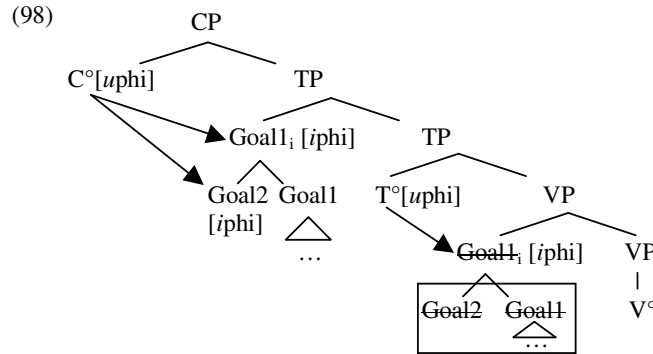 (98)
CP
C°[uphi] TP
Goal1i [iphi] TP
Goal2 Goal1 T°[uphi] VP
[iphi]
… Goal1i [iphi] VP
Goal2 Goal1 V°
…